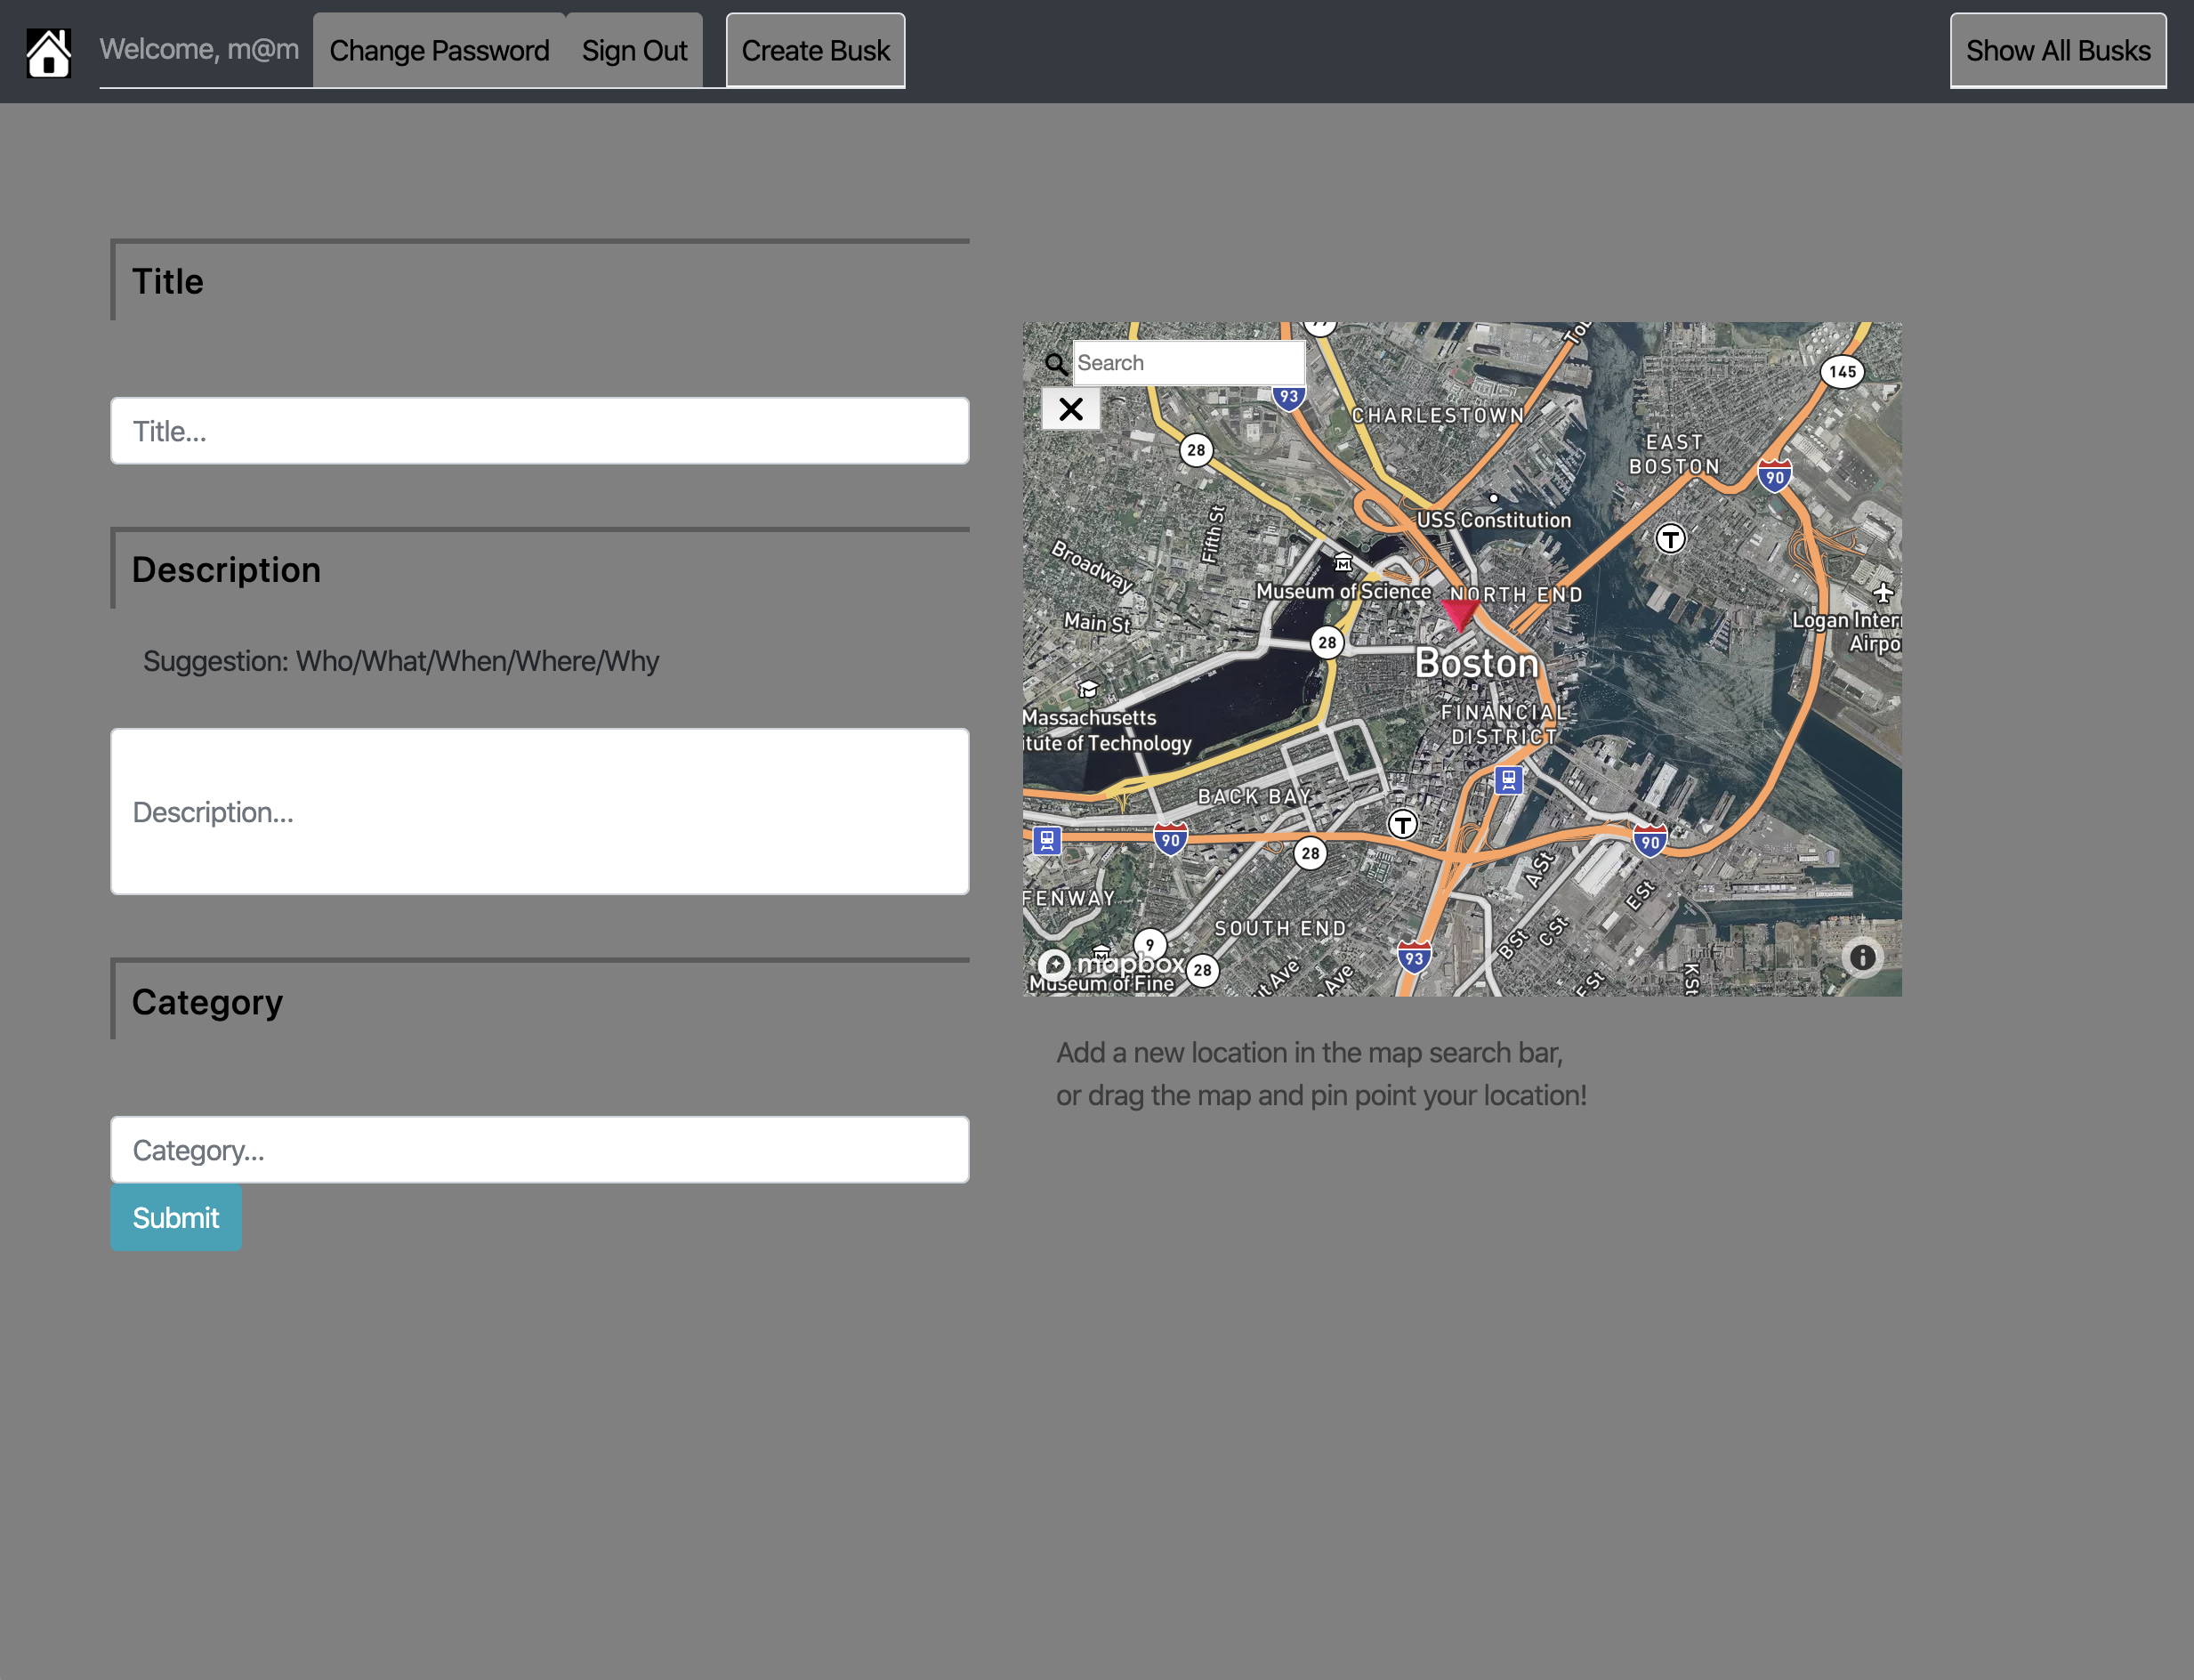 Welcome, m@m
Change Password
Sign Out
Create Busk
Show All Busks
Title
Title...
Description
Suggestion: Who/What/When/Where/Why
Description...
Category
Category...
Submit
Search
93
CHARLESTOWN
145
28
EAST
BOSTON
90
USS Constitution
T
Fifth St
Broadway
Museum of Science
NORTH END
Main St
28
Boston
Logan Inter
Airpo
Massachusetts
itute of Technology
FINANCIAL
DISTRICT
BACK BAY
T
90
28
90
A St
FENWAY
E St
SOUTH END
9
B St
C St
93
mapbox
28
Museum of Fine
Ave
F St
K St
Add a new location in the map search bar,
or drag the map and pin point your location!